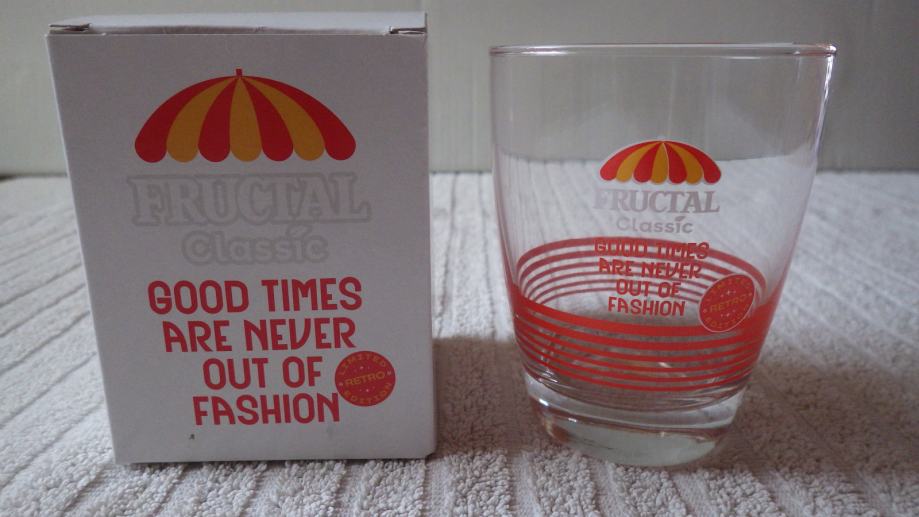 FRUCTAL
Classic
GOOD TIMES
ARE NEVER
OUT OF
FASHION
LIMITED
RETRO
EDITION
FRUCTAL
Classic
GOOD TIMES
ARE NEVER
OUT OF
FASHION
LIMITED
RETRO
EDITION